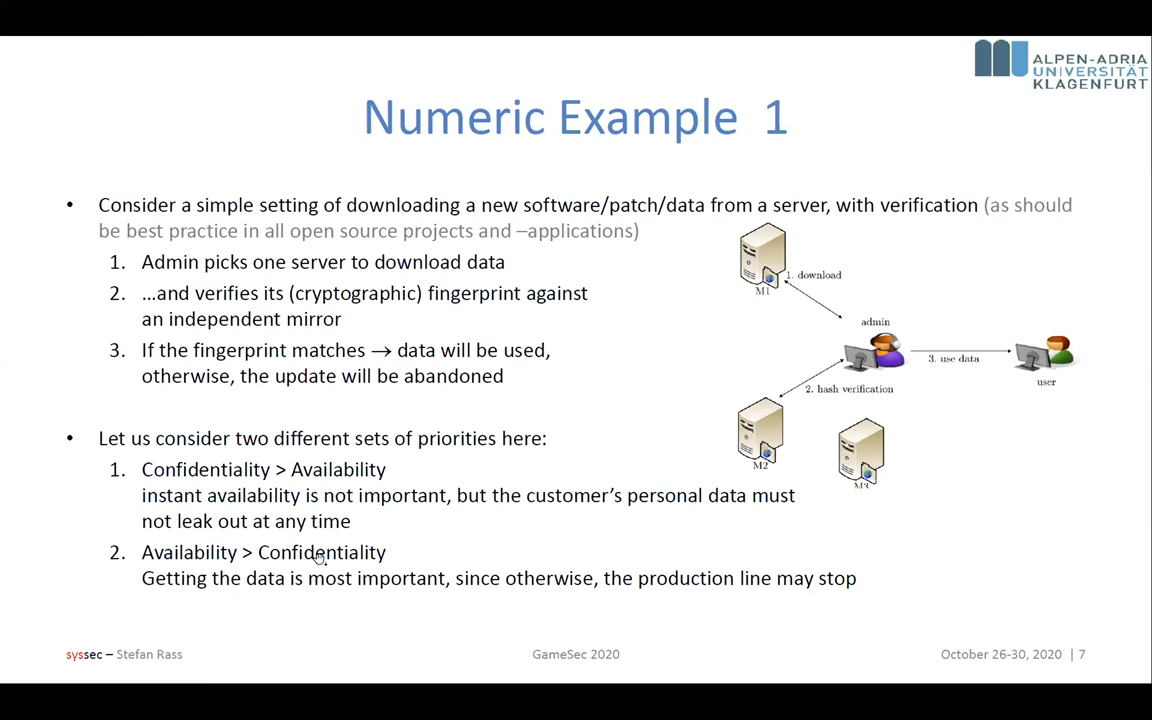 ALPEN-ADRIA
UNIVERSITÄT
KLAGENFURT
Numeric Example 1
• Consider a simple setting of downloading a new software/patch/data from a server, with verification (as should
be best practice in all open source projects and –applications)
1. Admin picks one server to download data
2. …and verifies its (cryptographic) fingerprint against
an independent mirror
3. If the fingerprint matches → data will be used,
otherwise, the update will be abandoned
M1
1. download
admin
3. use data
user
2. hash verification
M2
M3
• Let us consider two different sets of priorities here:
1. Confidentiality > Availability
instant availability is not important, but the customer’s personal data must
not leak out at any time
2. Availability > Confidentiality
Getting the data is most important, since otherwise, the production line may stop
syssec – Stefan Rass
GameSec 2020
October 26-30, 2020 | 7